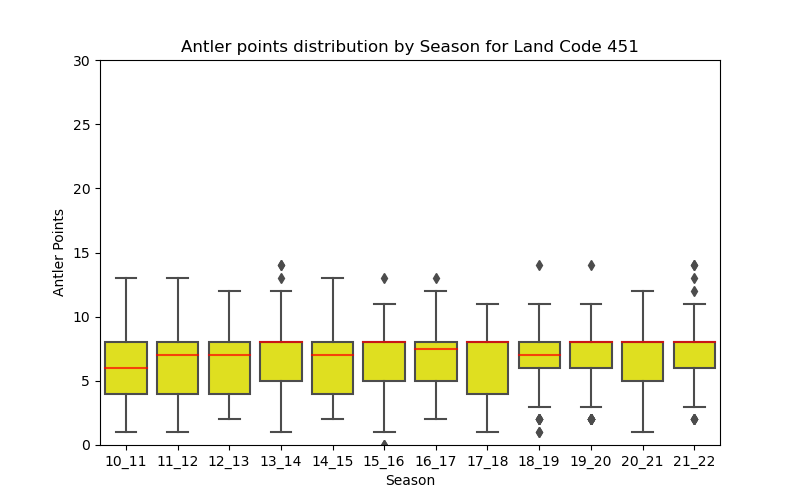 Antler points distribution by Season for Land Code 451
30
25
20
15
10
5
0
Antler Points
10_11 11_12 12_13 13_14 14_15 15_16 16_17 17_18 18_19 19_20 20_21 21_22
Season